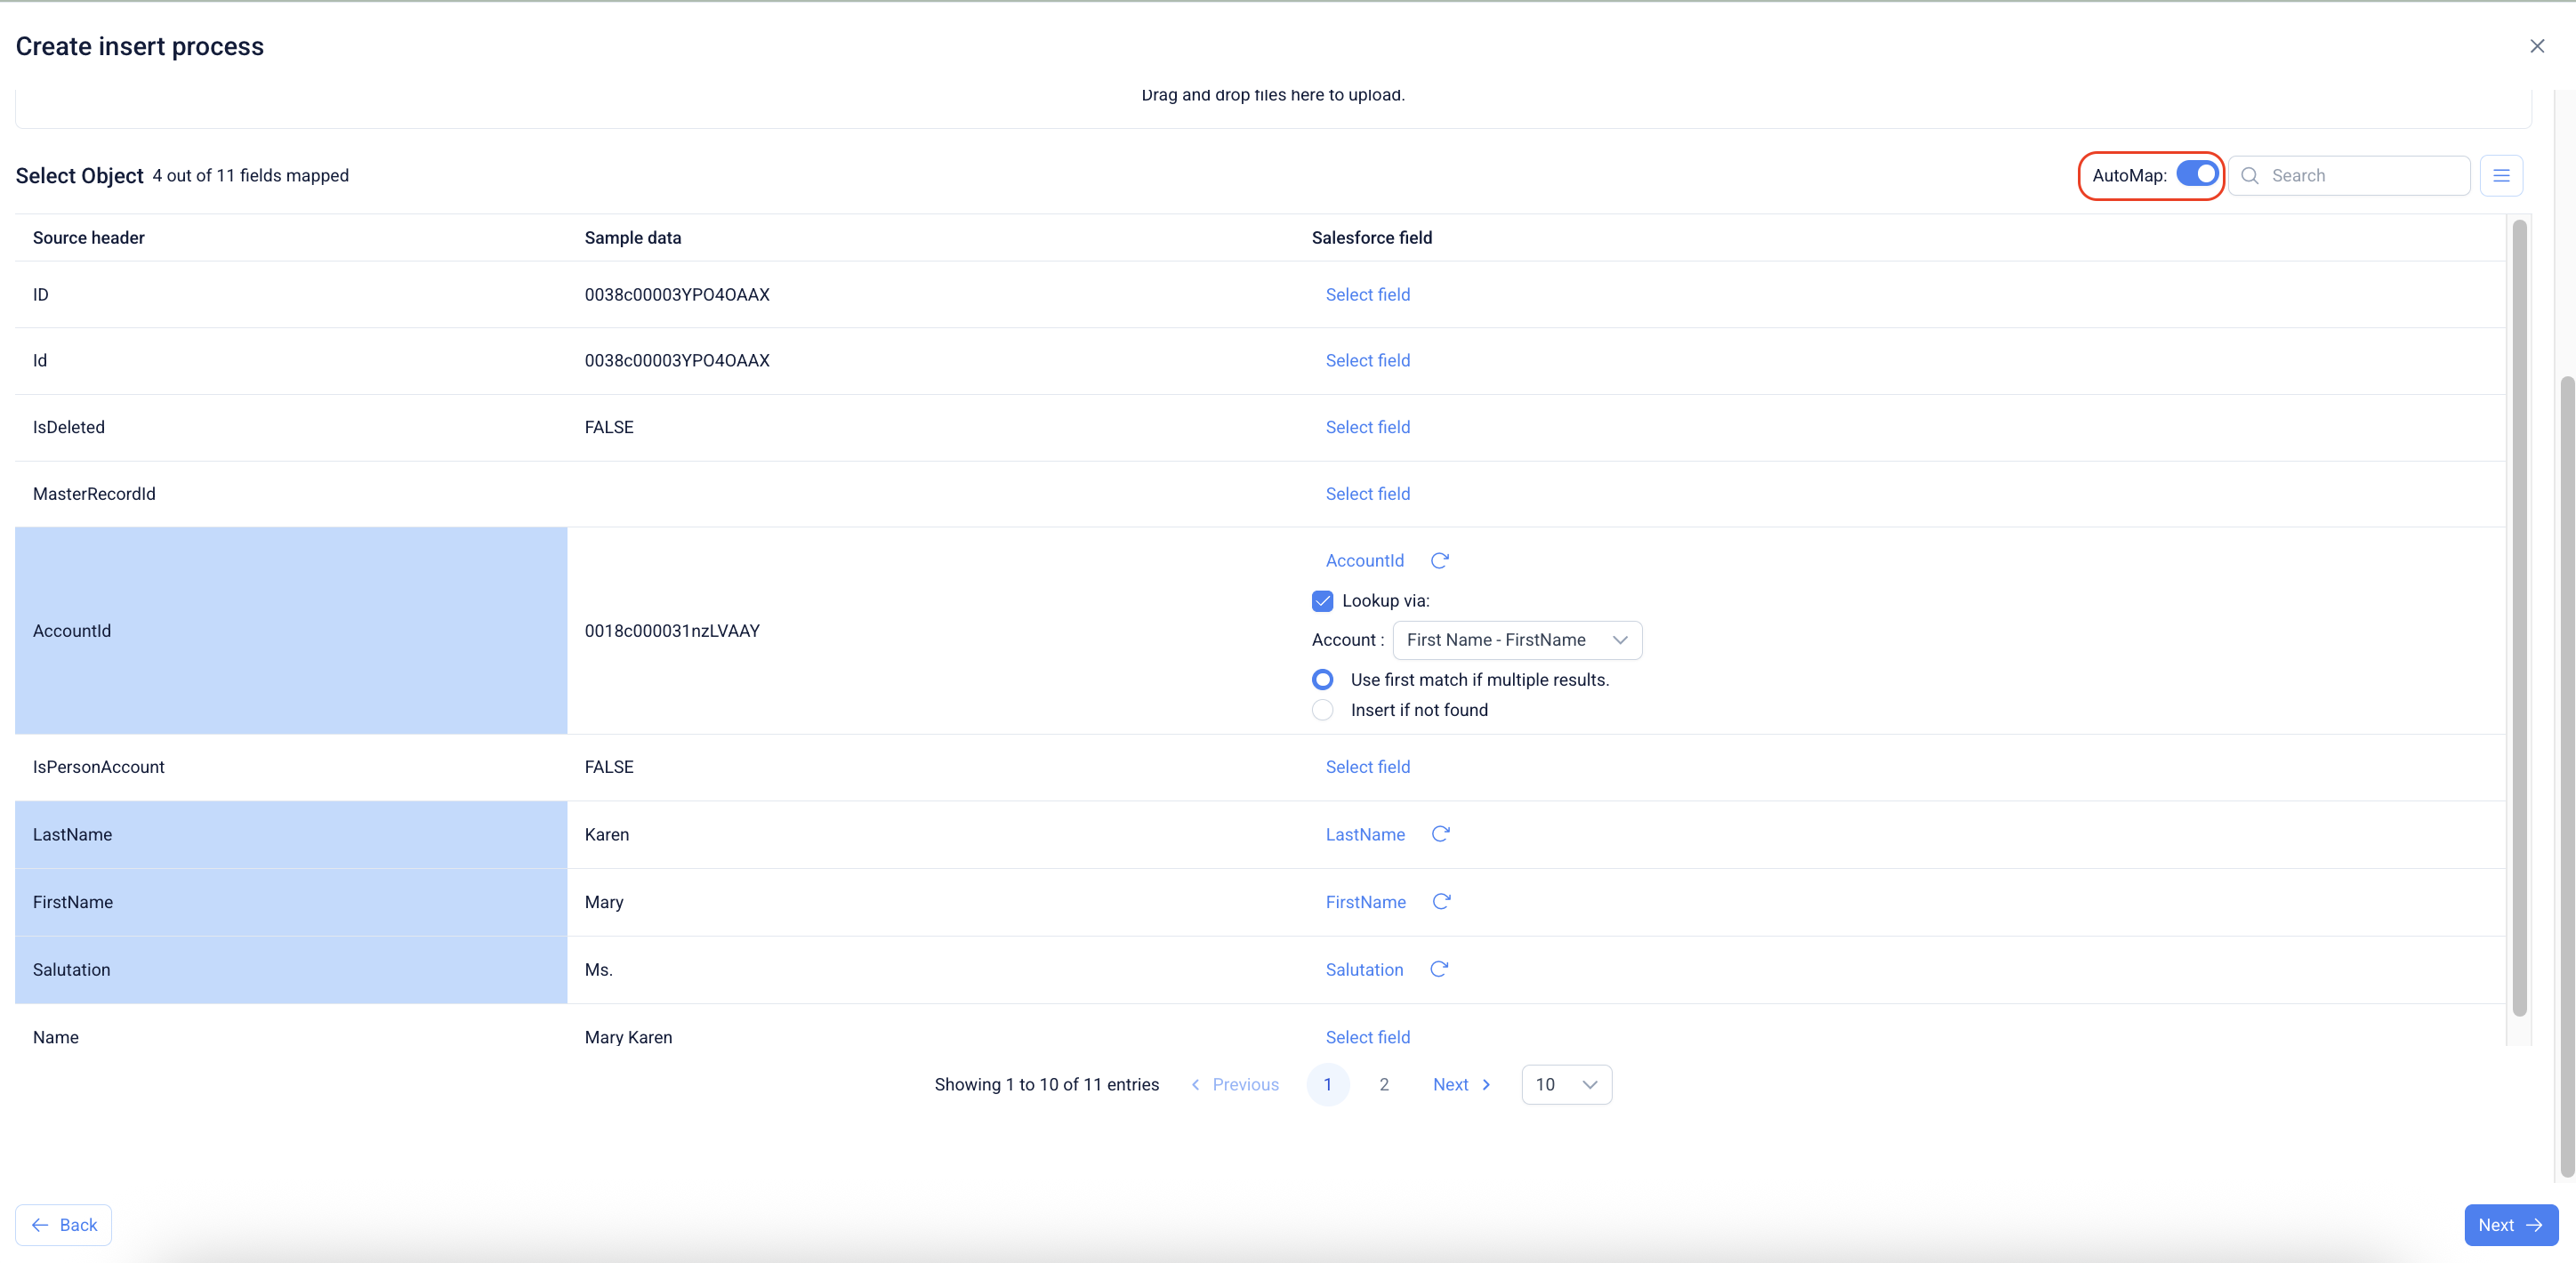 Create insert process
Drag and drop files here to upload.
Select Object 4 out of 11 fields mapped AutoMap: Search
Source header Sample data Salesforce field
ID 0038c00003YPO4OAAX Select field
Id 0038c00003YPO4OAAX Select field
IsDeleted FALSE Select field
MasterRecordId Select field
AccountId 0018c000031nzLVAAY AccountId
Lookup via:
Account : First Name - FirstName
Use first match if multiple results.
Insert if not found
IsPersonAccount FALSE Select field
LastName Karen LastName
FirstName Mary FirstName
Salutation Ms. Salutation
Name Mary Karen Select field
Showing 1 to 10 of 11 entries Previous 1 2 Next 10
Back Next